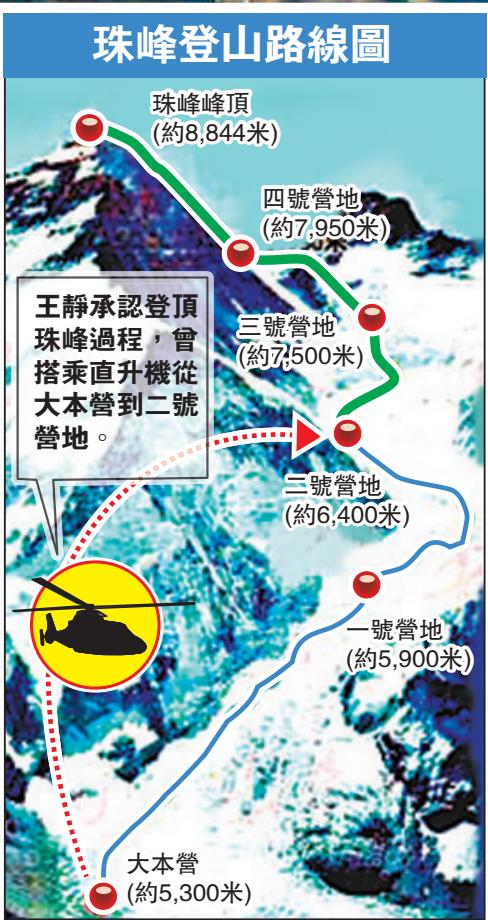 珠峰登山路線圖
珠峰峰頂
(約8,844米)
四號營地
(約7,950米)
三號營地
(約7,500米)
王靜承認登頂
珠峰過程，曾
搭乘直升機從
大本營到二號
營地。
二號營地
(約6,400米)
一號營地
(約5,900米)
大本營
(約5,300米)